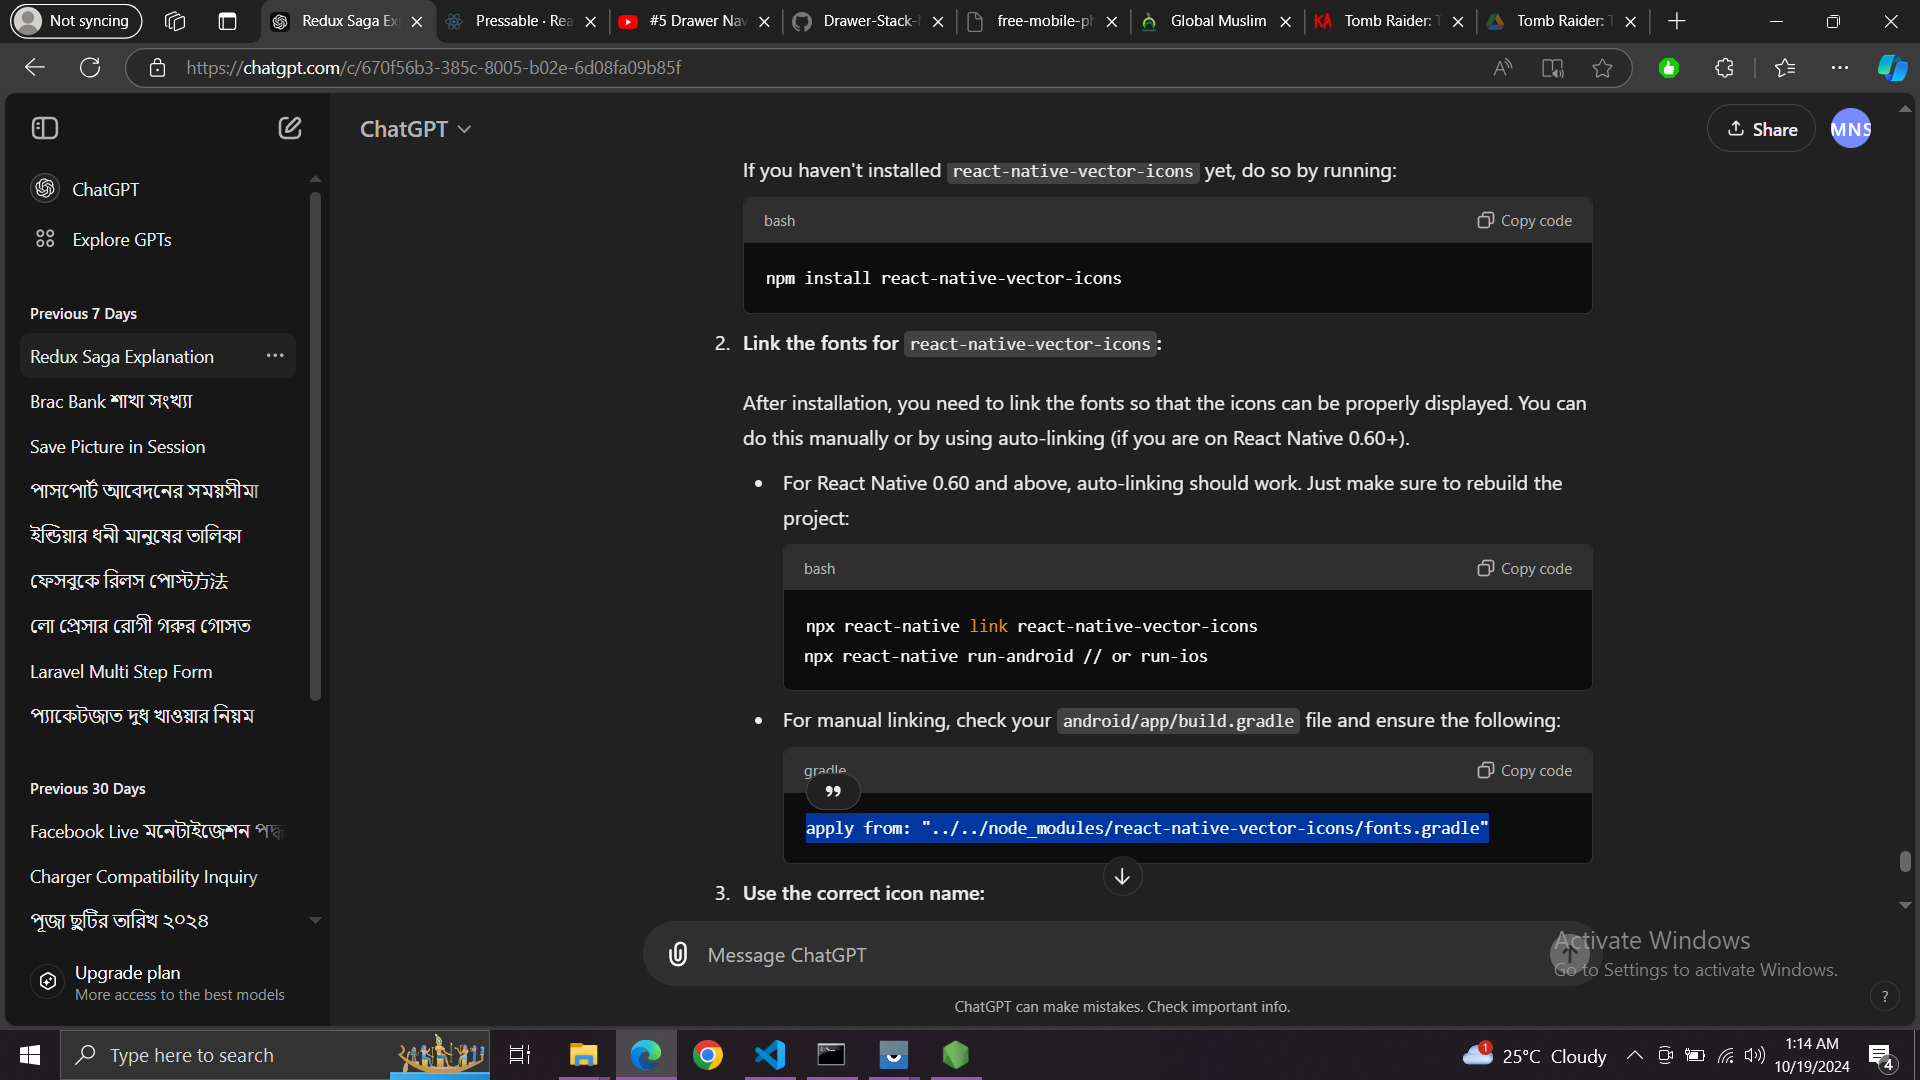 Not syncing
Redux Saga Ex
Pressable · Rea
#5 Drawer Nav
Drawer-Stack-
free-mobile-ph
Global Muslim
KA
Tomb Raider: T
Tomb Raider: T
https://chatgpt.com/c/670f56b3-385c-8005-b02e-6d08fa09b85f
ChatGPT
Share
MNS
ChatGPT
Explore GPTs
Previous 7 Days
Redux Saga Explanation
Brac Bank শাখা সংখ্যা
Save Picture in Session
পাসপোর্ট আবেদনের সময়সীমা
ইন্ডিয়ার ধনী মানুষের তালিকা
ফেসবুকে রিলস পোস্ট方法
লো প্রেসার রোগী গরুর গোসত
Laravel Multi Step Form
প্যাকেটজাত দুধ খাওয়ার নিয়ম
Previous 30 Days
Facebook Live মনেটাইজেশন পদ্ধ
Charger Compatibility Inquiry
পূজা ছুটির তারিখ ২০২৪
Upgrade plan
More access to the best models
If you haven't installed react-native-vector-icons yet, do so by running:
bash
Copy code
npm install react-native-vector-icons
2. Link the fonts for react-native-vector-icons:
After installation, you need to link the fonts so that the icons can be properly displayed. You can
do this manually or by using auto-linking (if you are on React Native 0.60+).
• For React Native 0.60 and above, auto-linking should work. Just make sure to rebuild the
project:
bash
Copy code
npx react-native link react-native-vector-icons
npx react-native run-android // or run-ios
• For manual linking, check your android/app/build.gradle file and ensure the following:
gradle
Copy code
apply from: "../../node_modules/react-native-vector-icons/fonts.gradle"
3. Use the correct icon name:
Message ChatGPT
Activate Windows
Go to Settings to activate Windows.
ChatGPT can make mistakes. Check important info.
?
Type here to search
1
25°C Cloudy
1:14 AM
10/19/2024
4